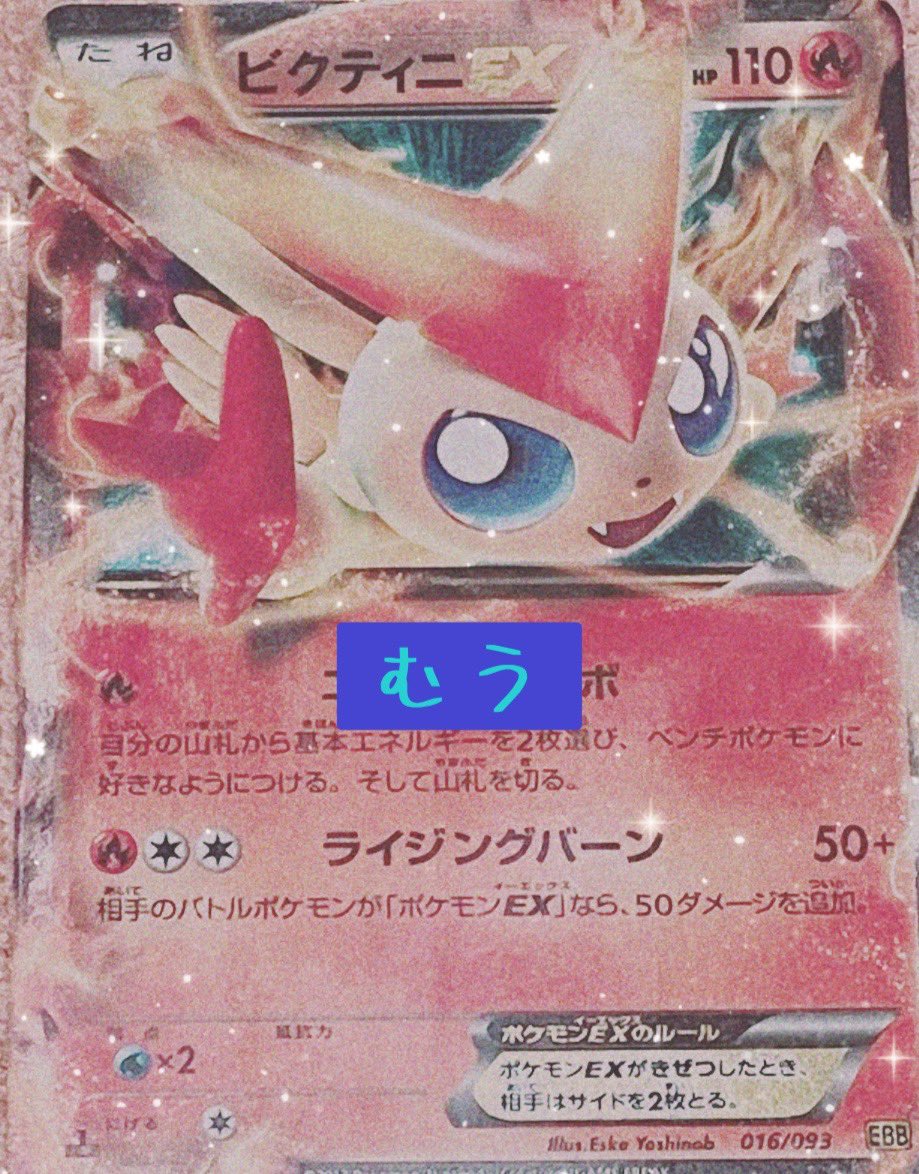 たね ビクティニEX HP110
むう
ボ
自分の山札から基本エネルギーを2枚選び、ベンチポケモンに
好きなようにつける。そして山札を切る。
ライジングバーン 50+
相手のバトルポケモンが「ポケモンEX」なら、50ダメージを追加。
ポケモンEXのルール
抵抗力
×2
ポケモンEXがきぜつしたとき、
相手はサイドを2枚とる。
にげる
Illus. Eske Yoshinob 016/093 EBB